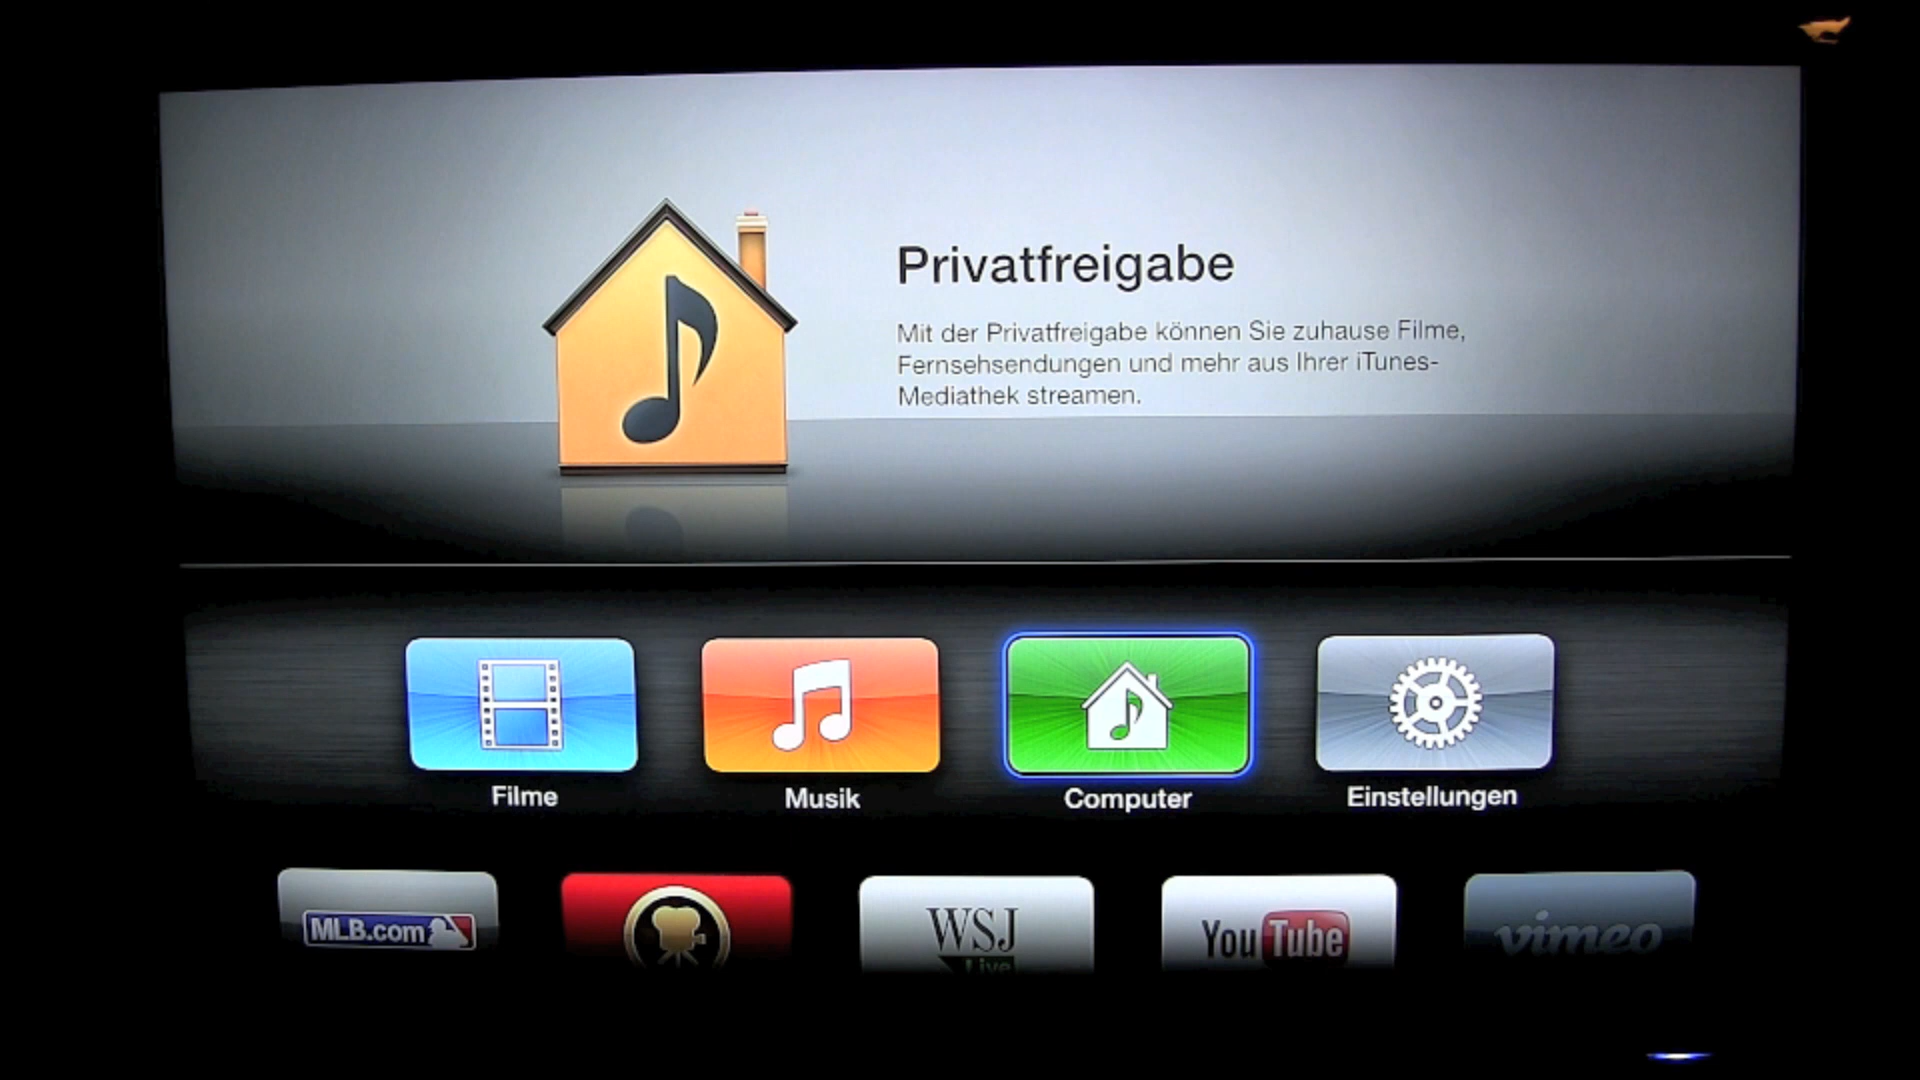 Privatfreigabe
Mit der Privatfreigabe können Sie zuhause Filme,
Fernsehsendungen und mehr aus Ihrer iTunes-
Mediathek streamen.
Filme
Musik
Computer
Einstellungen
MLB.com
WSJ
Live
YouTube
vimeo